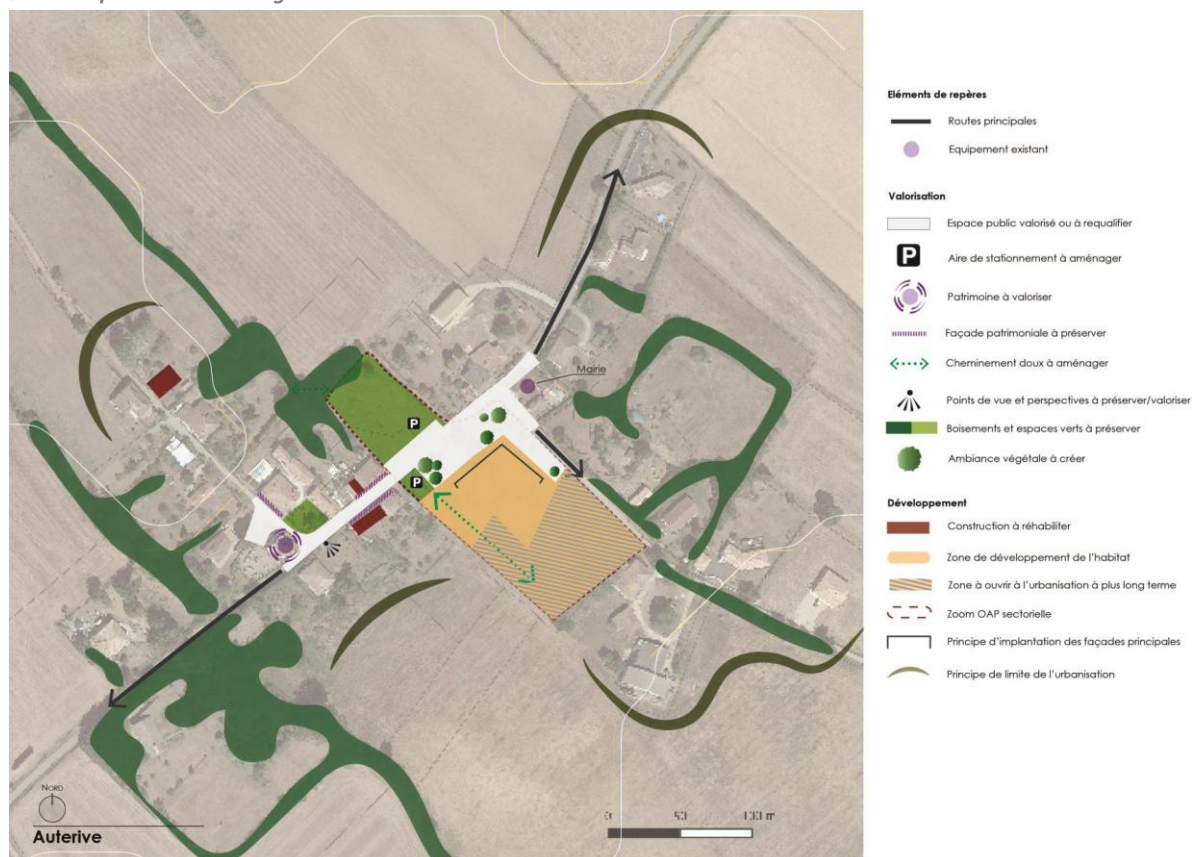 Mairie
P
P
NORD
Auterive
0 50 100 m
Eléments de repères
Routes principales
Equipement existant
Valorisation
Espace public valorisé ou à requalifier
P
Aire de stationnement à aménager
Patrimoine à valoriser
Façade patrimoniale à préserver
Cheminement doux à aménager
Points de vue et perspectives à préserver/valoriser
Boisements et espaces verts à préserver
Ambiance végétale à créer
Développement
Construction à réhabiliter
Zone de développement de l'habitat
Zone à ouvrir à l'urbanisation à plus long terme
Zoom OAP sectorielle
Principe d'implantation des façades principales
Principe de limite de l'urbanisation